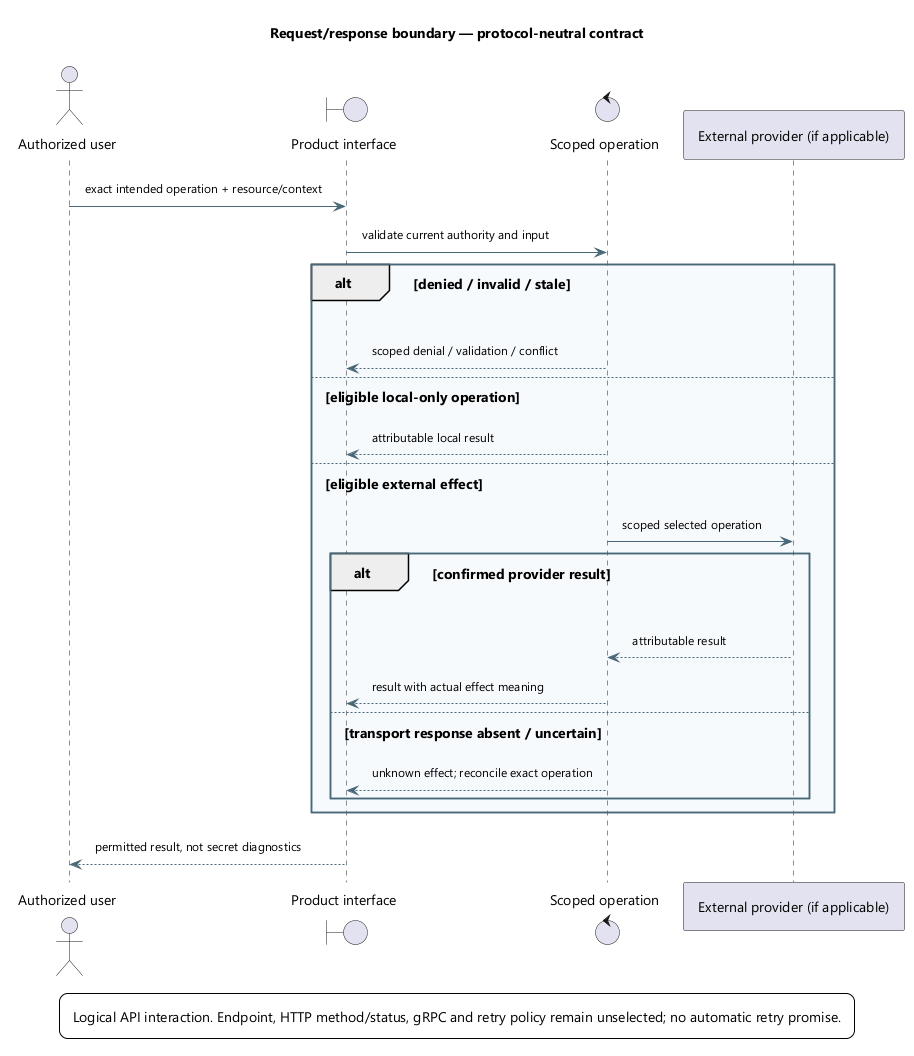 Request/response boundary — protocol-neutral contract
Authorized user
Product interface
Scoped operation
External provider (if applicable)
exact intended operation + resource/context
validate current authority and input
alt
[denied / invalid / stale]
scoped denial / validation / conflict
[eligible local-only operation]
attributable local result
[eligible external effect]
scoped selected operation
alt
[confirmed provider result]
attributable result
result with actual effect meaning
[transport response absent / uncertain]
unknown effect; reconcile exact operation
permitted result, not secret diagnostics
Authorized user
Product interface
Scoped operation
External provider (if applicable)
Logical API interaction. Endpoint, HTTP method/status, gRPC and retry policy remain unselected; no automatic retry promise.